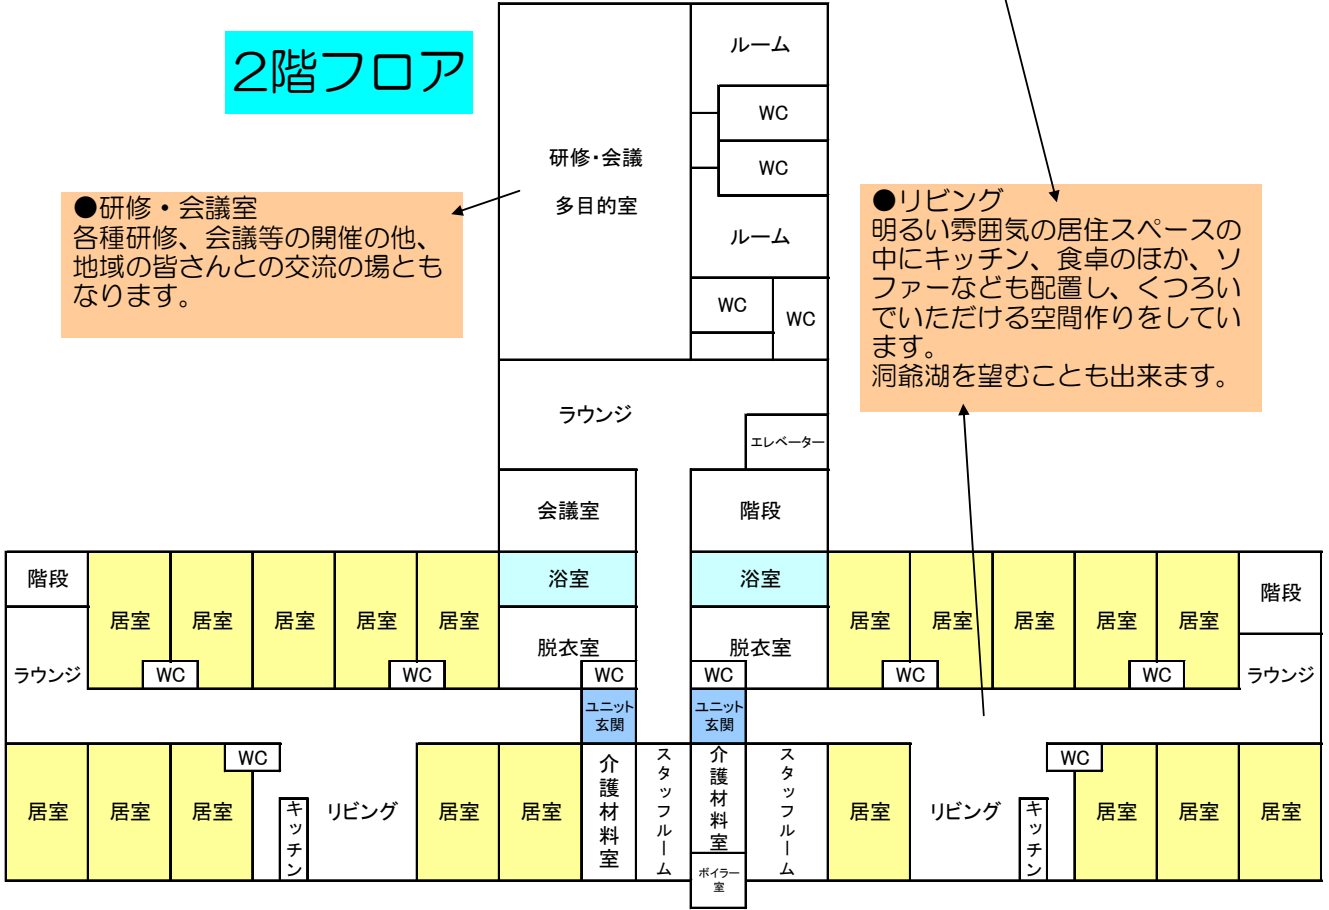 2階フロア
ルーム
WC
WC
研修・会議
多目的室
ルーム
WC
WC
●研修・会議室
各種研修、会議等の開催の他、
地域の皆さんとの交流の場とも
なります。
●リビング
明るい雰囲気の居住スペースの
中にキッチン、食卓のほか、ソ
ファーなども配置し、くつろい
でいただける空間作りをしてい
ます。
洞爺湖を望むことも出来ます。
ラウンジ
エレベーター
会議室
階段
階段
居室
居室
居室
居室
居室
浴室
浴室
居室
居室
居室
居室
居室
階段
脱衣室
脱衣室
ラウンジ
WC
WC
WC
WC
WC
WC
ラウンジ
ユニット
玄関
ユニット
玄関
居室
居室
居室
WC
キッチン
リビング
居室
居室
介護材料室
スタッフルーム
介護材料室
ボイラー
室
スタッフルーム
居室
リビング
キッチン
WC
居室
居室
居室